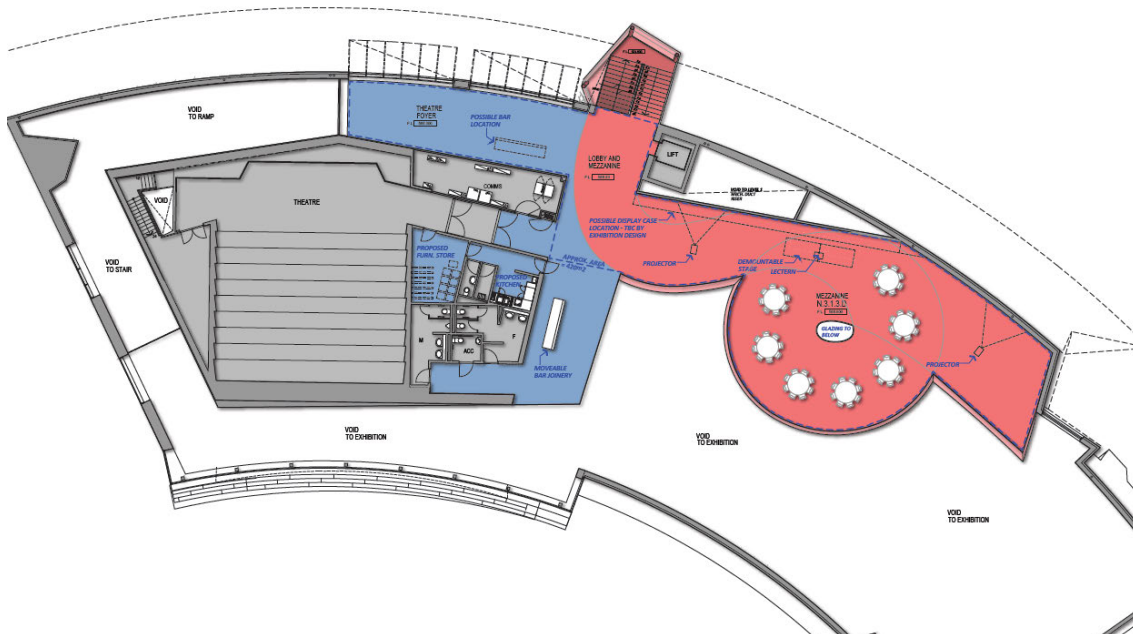 VOID
TO RAMP
THEATRE
FOYER
F.L.
POSSIBLE BAR
LOCATION
LOBBY AND
MEZZANINE
F.L.
LIFT
VOID
THEATRE
COMMS
POSSIBLE DISPLAY CASE
LOCATION - TBC BY
EXHIBITION DESIGN
VOID
TO STAIR
PROPOSED
FURN. STORE
PROPOSED
KITCHEN
APPROX. AREA
PROJECTOR
DEMOUNTABLE
STAGE
LECTERN
MEZZANINE
F.L.
GLAZING TO
BELOW
PROJECTOR
M
ACC
F
MOVEABLE
BAR JOINERY
VOID
TO EXHIBITION
VOID
TO EXHIBITION
VOID
TO EXHIBITION